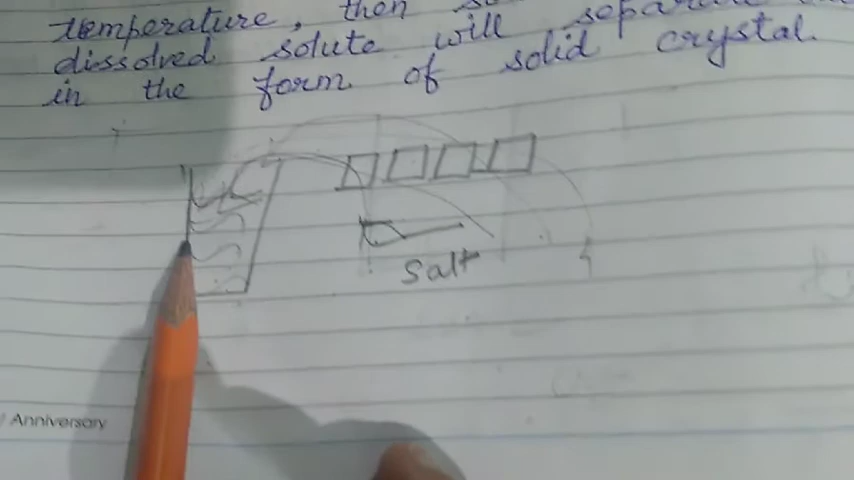 temperature, then
dissolved solute will
in the form of solid crystal.
Salt
Anniversary